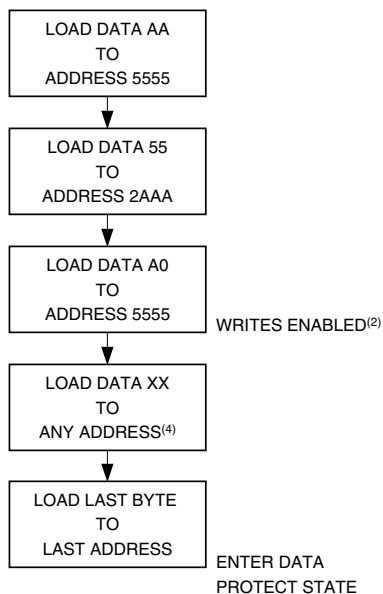 LOAD DATA AA
TO
ADDRESS 5555
LOAD DATA 55
TO
ADDRESS 2AAA
LOAD DATA A0
TO
ADDRESS 5555
WRITES ENABLED(2)
LOAD DATA XX
TO
ANY ADDRESS(4)
LOAD LAST BYTE
TO
LAST ADDRESS
ENTER DATA
PROTECT STATE